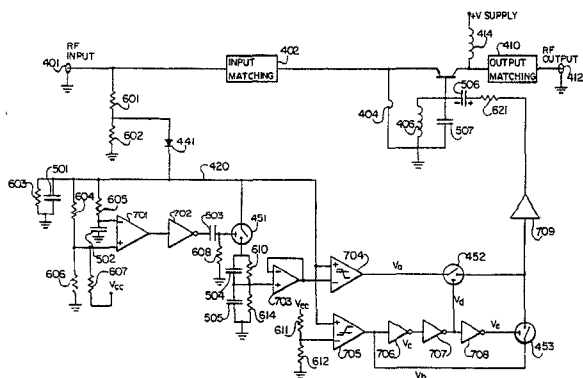 +V SUPPLY
414
410
RF
INPUT
402
RF
OUTPUT
401
INPUT
MATCHING
OUTPUT
MATCHING
412
506
601
404
406
621
507
602
441
501
420
603
604
605
701
702
503
451
709
502
608
610
704
Va
452
606
607
504
703
Vcc
Vd
505
614
Vcc
611
705
706
Vc
707
708
Ve
453
612
Vb